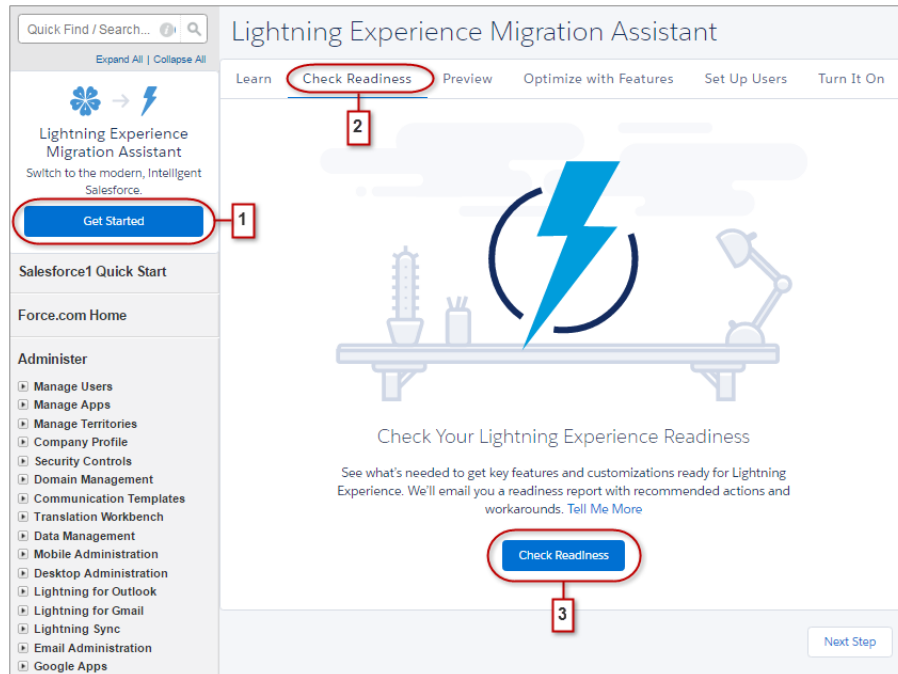 Quick Find / Search...
Expand All | Collapse All
Lightning Experience
Migration Assistant
Switch to the modern, Intelligent
Salesforce.
Get Started
1
Salesforce1 Quick Start
Force.com Home
Administer
Manage Users
Manage Apps
Manage Territories
Company Profile
Security Controls
Domain Management
Communication Templates
Translation Workbench
Data Management
Mobile Administration
Desktop Administration
Lightning for Outlook
Lightning for Gmail
Lightning Sync
Email Administration
Google Apps
Lightning Experience Migration Assistant
Learn Check Readiness Preview Optimize with Features Set Up Users Turn It On
2
Check Your Lightning Experience Readiness
See what's needed to get key features and customizations ready for Lightning
Experience. We'll email you a readiness report with recommended actions and
workarounds. Tell Me More
Check Readiness
3
Next Step